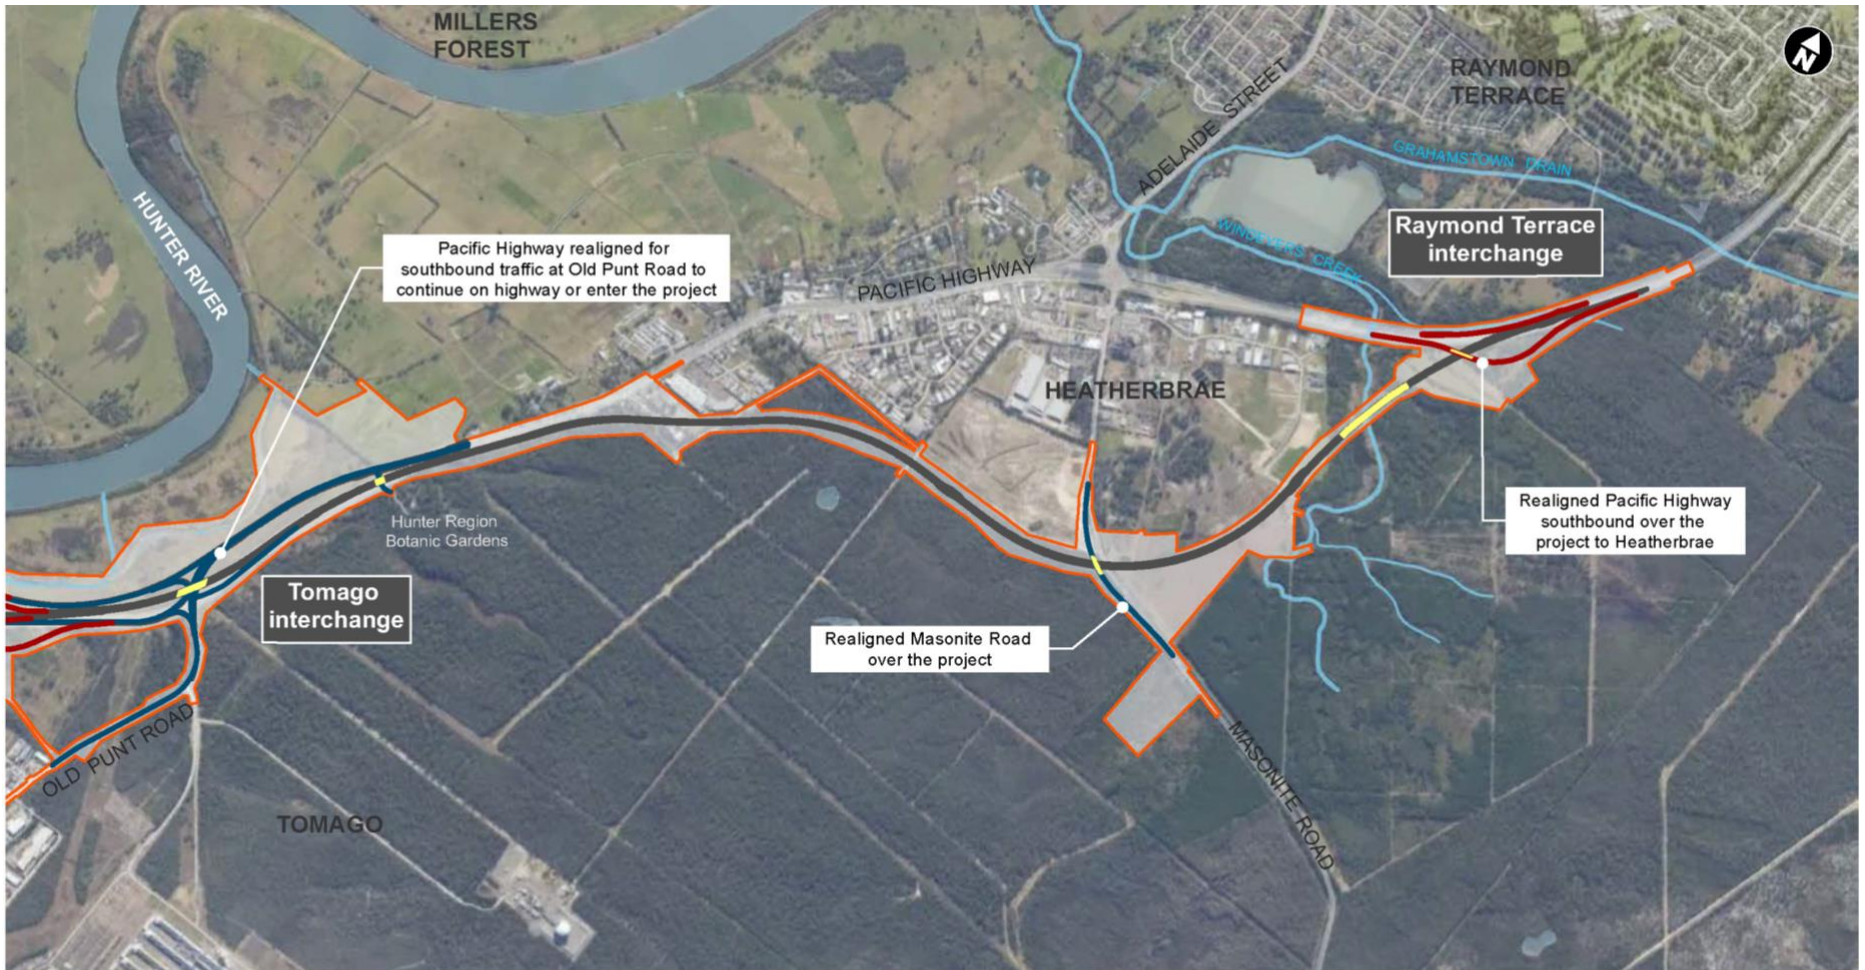 MILLERS
FOREST
N
RAYMOND
TERRACE
ADELAIDE STREET
GRAHAMSTOWN DRAIN
HUNTER RIVER
Pacific Highway realigned for
southbound traffic at Old Punt Road to
continue on highway or enter the project
PACIFIC HIGHWAY
WINDEYERS CREEK
Raymond Terrace
interchange
HEATHERBRAE
Hunter Region
Botanic Gardens
Realigned Pacific Highway
southbound over the
project to Heatherbrae
Tomago
interchange
Realigned Masonite Road
over the project
OLD PUNT ROAD
MASONITE ROAD
TOMAGO